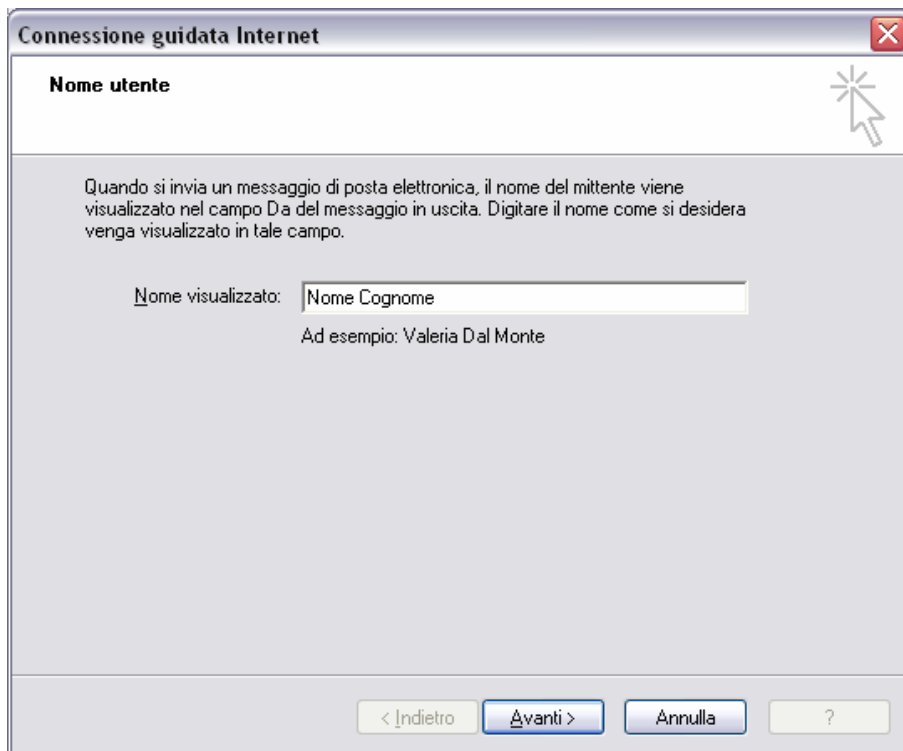 Connessione guidata Internet
Nome utente
Quando si invia un messaggio di posta elettronica, il nome del mittente viene
visualizzato nel campo Da del messaggio in uscita. Digitare il nome come si desidera
venga visualizzato in tale campo.
Nome visualizzato: Nome Cognome
Ad esempio: Valeria Dal Monte
< Indietro Avanti > Annulla ?